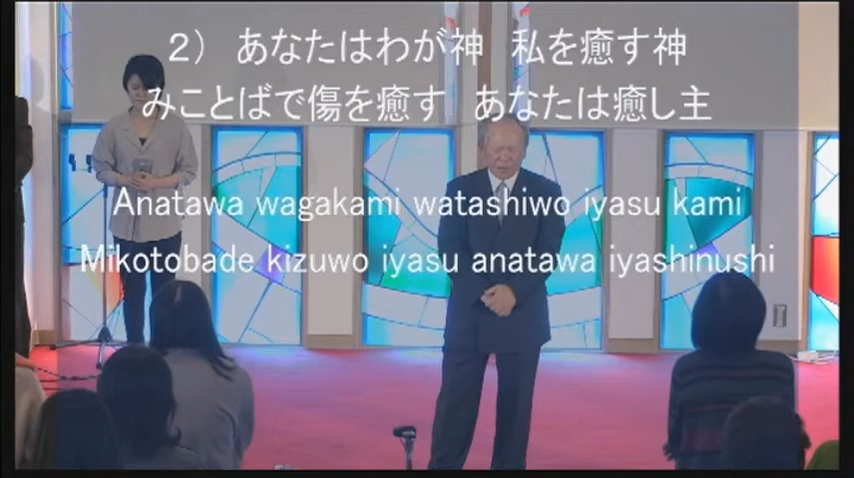 2） あなたはわが神　私を癒す神
みことばで傷を癒す　あなたは癒し主
Anatawa wagakami watashiwo iyasu kami
Mikotobade kizuwo iyasu anatawa iyashinushi